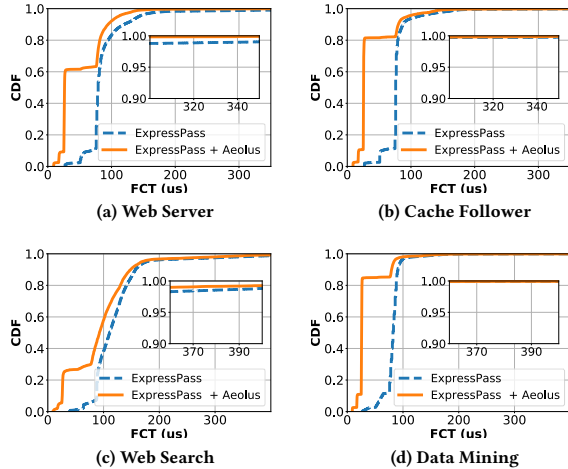 1.0
0.8
0.6
0.4
0.2
0.0
CDF
1.00
0.95
0.90
320 340
ExpressPass
ExpressPass + Aeolus
0 100 200 300
FCT (us)
(a) Web Server
1.0
0.8
0.6
0.4
0.2
0.0
CDF
1.00
0.95
0.90
320 340
ExpressPass
ExpressPass + Aeolus
0 100 200 300
FCT (us)
(b) Cache Follower
1.0
0.8
0.6
0.4
0.2
0.0
CDF
1.00
0.95
0.90
370 390
ExpressPass
ExpressPass + Aeolus
0 100 200 300 400
FCT (us)
(c) Web Search
1.0
0.8
0.6
0.4
0.2
0.0
CDF
1.00
0.95
0.90
370 390
ExpressPass
ExpressPass + Aeolus
0 100 200 300 400
FCT (us)
(d) Data Mining